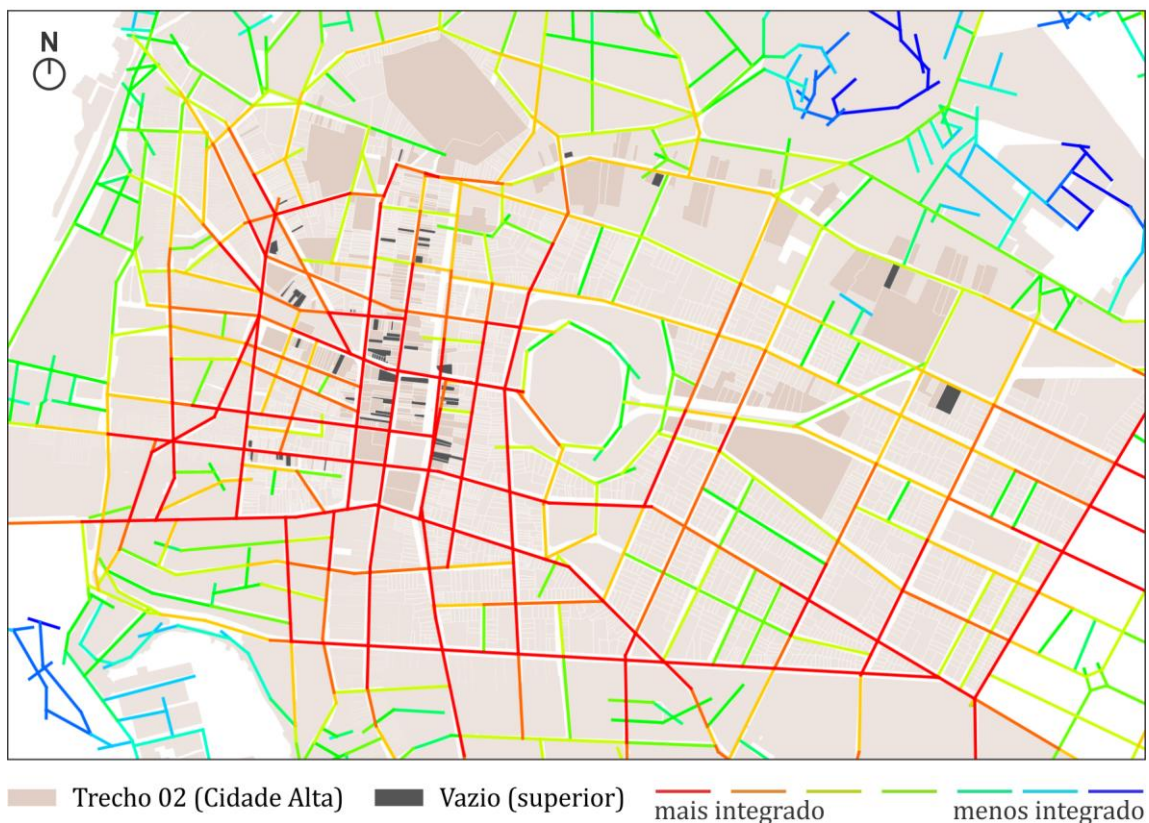 N
Trecho 02 (Cidade Alta)
Vazio (superior)
mais integrado
menos integrado